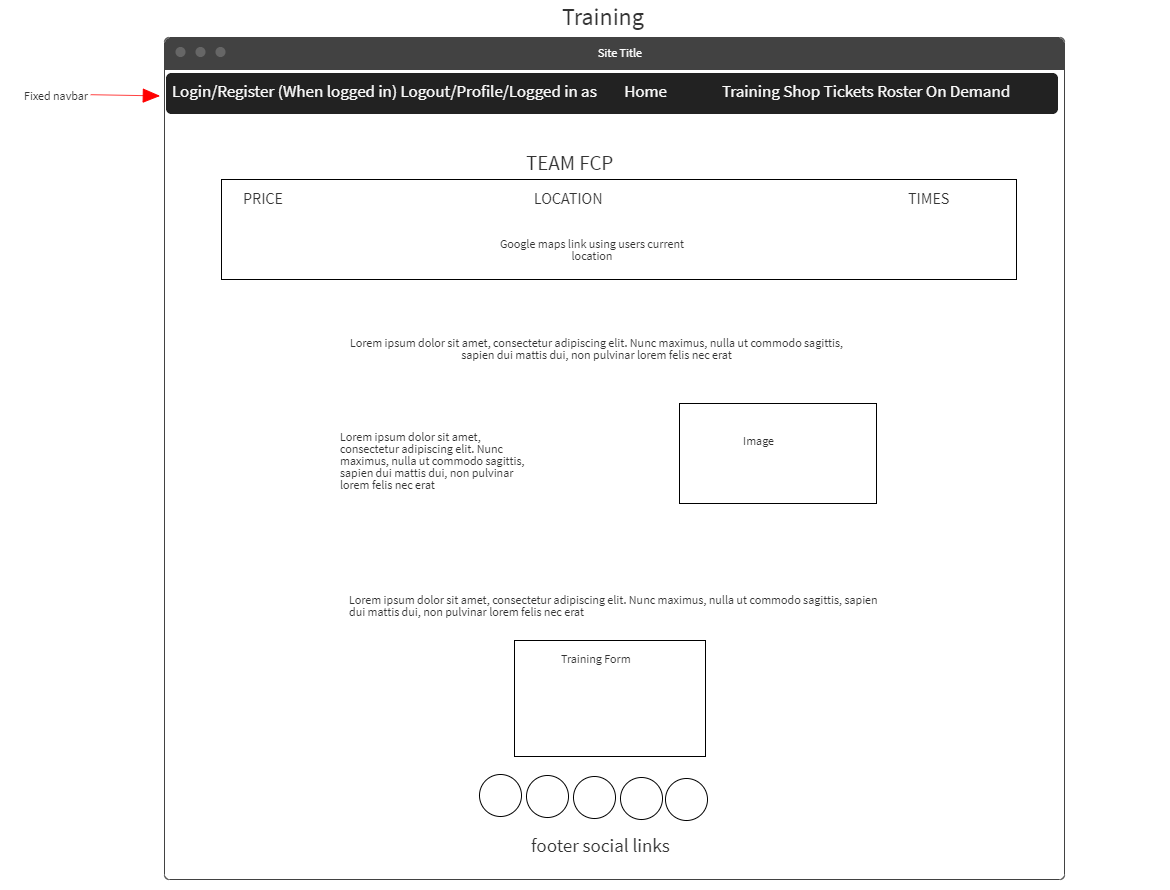 Training
Site Title
Fixed navbar
Login/Register (When logged in) Logout/Profile/Logged in as Home Training Shop Tickets Roster On Demand
TEAM FCP
PRICE LOCATION TIMES
Google maps link using users current
location
Lorem ipsum dolor sit amet, consectetur adipiscing elit. Nunc maximus, nulla ut commodo sagittis,
sapien dui mattis dui, non pulvinar lorem felis nec erat
Lorem ipsum dolor sit amet,
consectetur adipiscing elit. Nunc
maximus, nulla ut commodo sagittis,
sapien dui mattis dui, non pulvinar
lorem felis nec erat
Image
Lorem ipsum dolor sit amet, consectetur adipiscing elit. Nunc maximus, nulla ut commodo sagittis, sapien
dui mattis dui, non pulvinar lorem felis nec erat
Training Form
footer social links